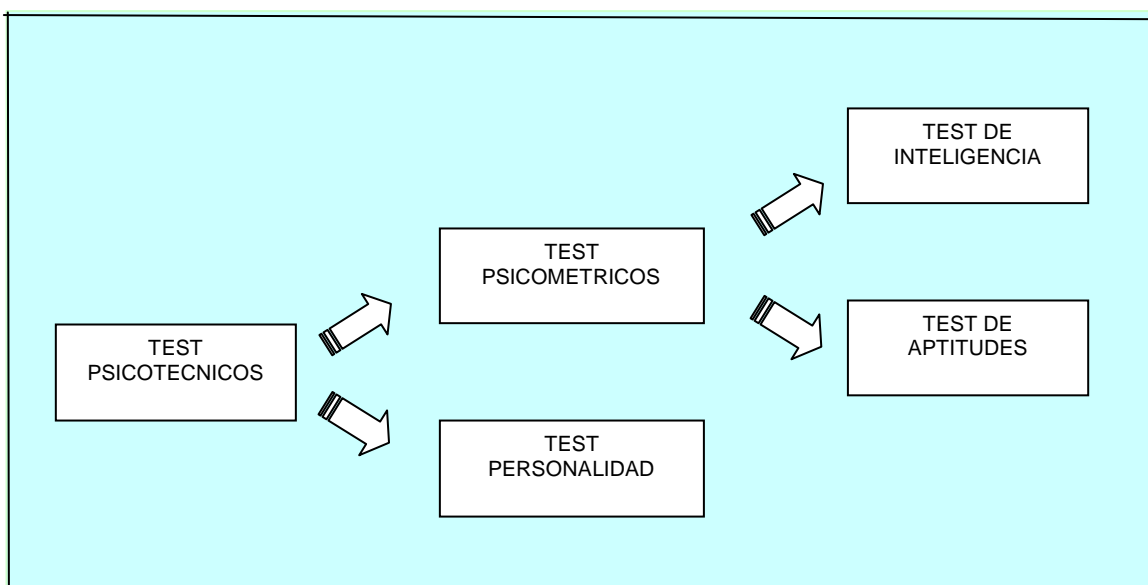 TEST DE
INTELIGENCIA
TEST
PSICOMETRICOS
TEST
PSICOTECNICOS
TEST DE
APTITUDES
TEST
PERSONALIDAD